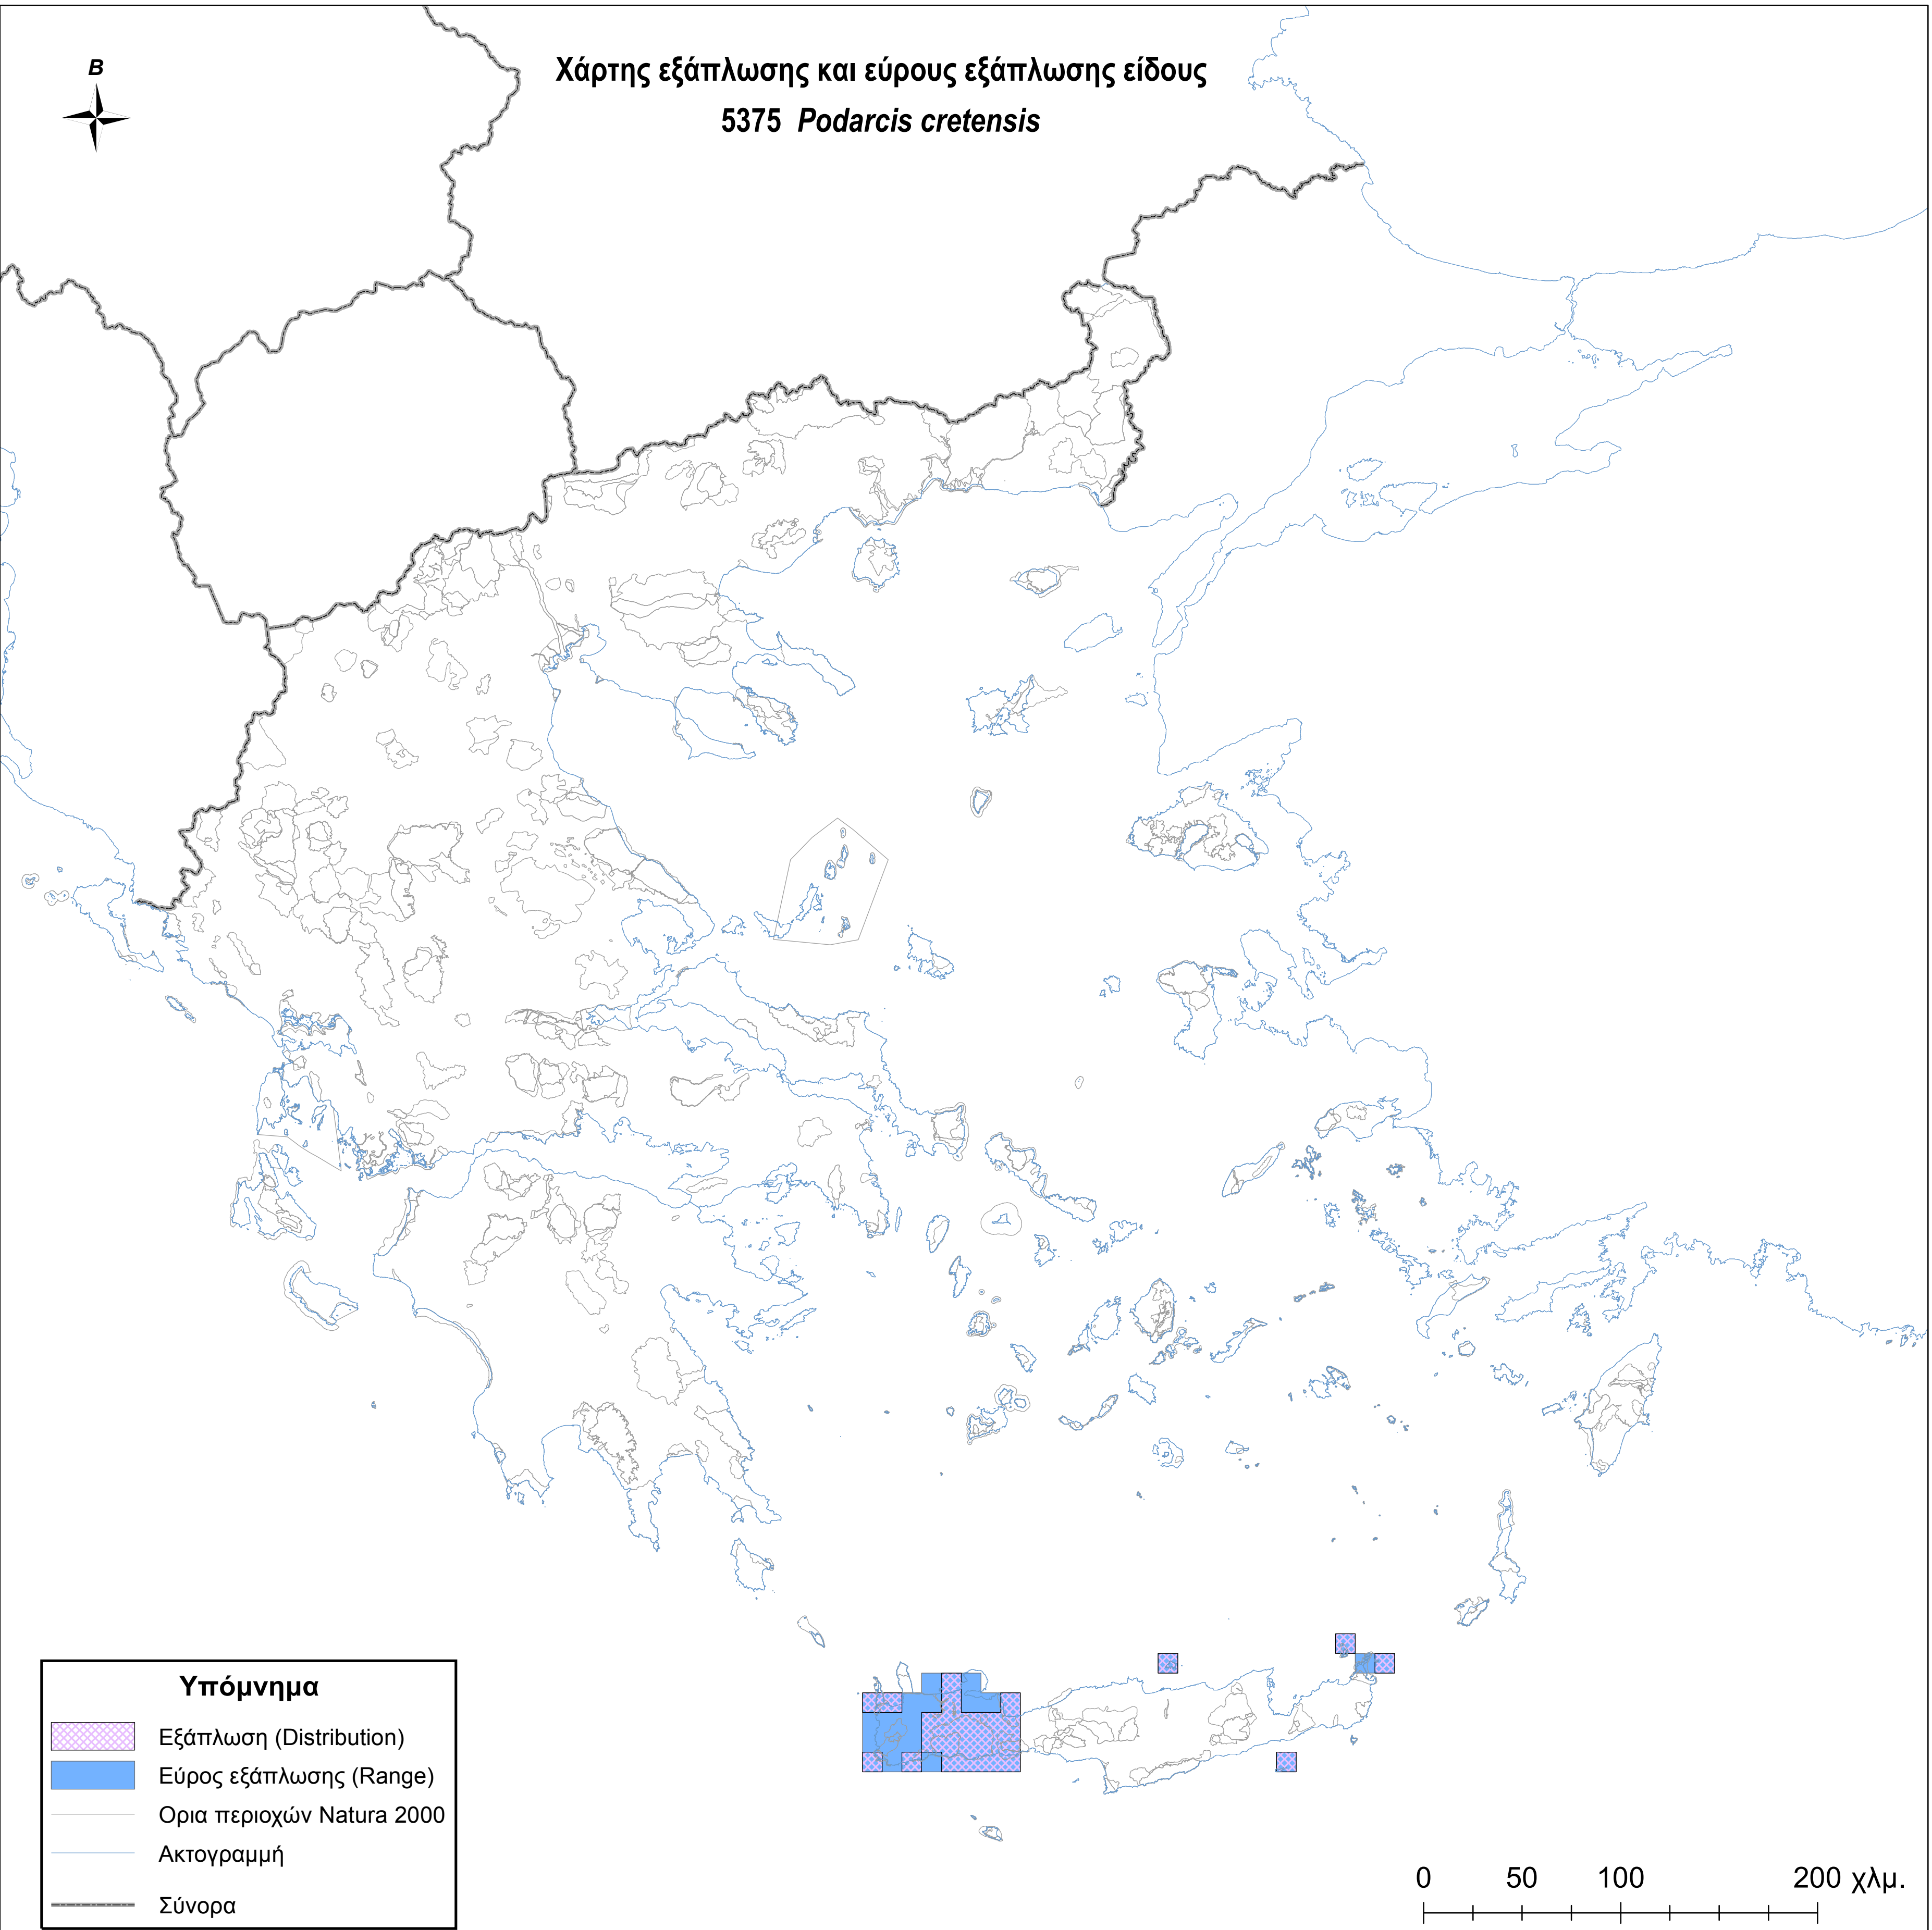 Χάρτης εξάπλωσης και εύρους εξάπλωσης είδους
5375 Podarcis cretensis
Β
Υπόμνημα
Εξάπλωση (Distribution)
Εύρος εξάπλωσης (Range)
Ορια περιοχών Natura 2000
Ακτογραμμή
Σύνορα
0 50 100 200 χλμ.